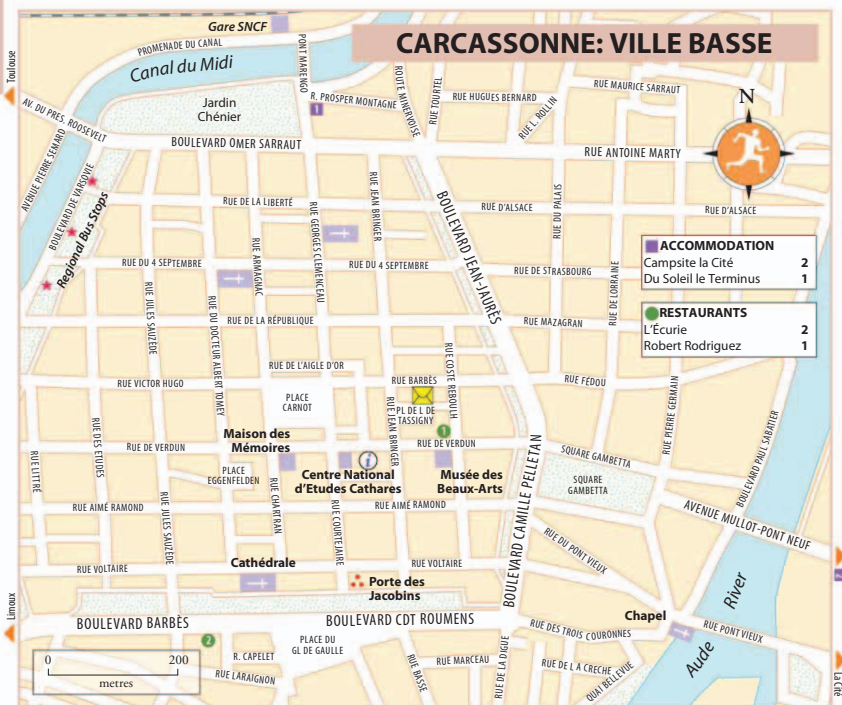 Gare SNCF
CARCASSONNE: VILLE BASSE
PROMENADE DU CANAL
Canal du Midi
PONT MARENGO
Toulouse
Jardin
Chénier
R. PROSPER MONTAGNE
1
ROUTE MINERVOISE
RUE TOURTEL
RUE HUGUES BERNARD
RUE L. ROLLIN
RUE MAURICE SARRAUT
N
AV. DU PRES. ROOSEVELT
AVENUE PIERRE SEMARD
BOULEVARD OMER SARRAUT
RUE ANTOINE MARTY
BOULEVARD DE VARSOVIE
Regional Bus Stops
RUE DE LA LIBERTÉ
RUE JEAN BRINGER
RUE GEORGES CLEMENCEAU
BOULEVARD JEAN-JAURÈS
RUE D'ALSACE
RUE DU PALAIS
RUE D'ALSACE
RUE DU 4 SEPTEMBRE
RUE ARMAGNAC
RUE DU 4 SEPTEMBRE
RUE DE STRASBOURG
RUE DE LORRAINE
ACCOMMODATION
Campsite la Cité 2
Du Soleil le Terminus 1
RESTAURANTS
L'Écurie 2
Robert Rodriguez 1
RUE JULES SAUZÈDE
RUE DU DOCTEUR ALBERT TOMEY
RUE DE LA RÉPUBLIQUE
RUE MAZAGRAN
RUE DE L'AIGLE D'OR
RUE COSTE REBOULH
RUE VICTOR HUGO
RUE BARBÈS
RUE FÉDOU
RUE PIERRE GERMAIN
PLACE
CARNOT
RUE JEAN BRINGER
PL DE L DE
TASSIGNY
1
BOULEVARD PAUL SABATIER
RUE LITTRÉ
RUE DES ETUDES
RUE DE VERDUN
Maison des
Mémoires
RUE DE VERDUN
SQUARE GAMBETTA
i
Centre National
d'Etudes Cathares
Musée des
Beaux-Arts
PLACE
EGGENFELDEN
SQUARE
GAMBETTA
BOULEVARD CAMILLE PELLETAN
RUE AIMÉ RAMOND
RUE JULES SAUZÈDE
RUE CHARTRAN
RUE COURTEJAIRE
RUE AIMÉ RAMOND
AVENUE MULLOT-PONT NEUF
RUE DU PONT VIEUX
RUE VOLTAIRE
Cathédrale
RUE VOLTAIRE
Porte des
Jacobins
2
Limoux
BOULEVARD BARBÈS
BOULEVARD CDT ROUMENS
RUE DES TROIS COURONNES
Chapel
RUE PONT VIEUX
River
Aude
2
R. CAPELET
RUE LARAIGNON
PLACE DU
GL DE GAULLE
RUE BASSE
RUE MARCEAU
RUE DE LA DIGUE
RUE DE L A CRECHE
QUAI BELLEVUE
La Cité
0 200
metres